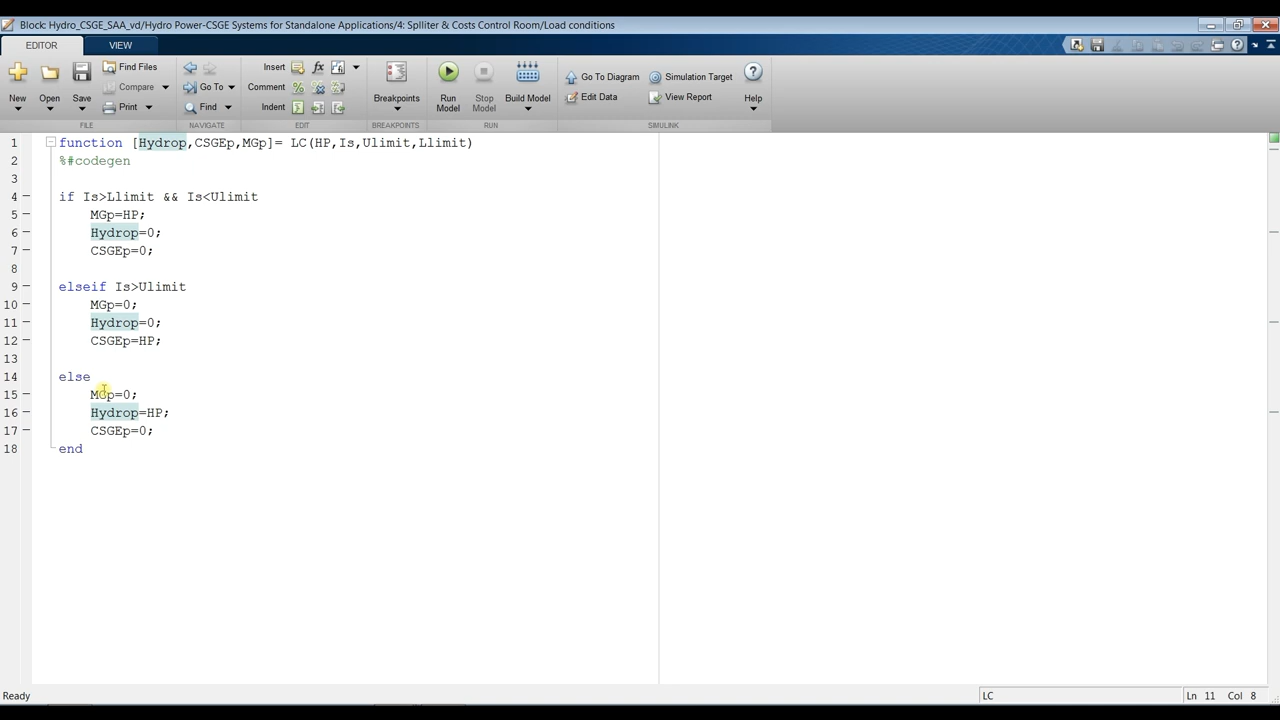 Block: Hydro_CSGE_SAA_vd/Hydro Power-CSGE Systems for Standalone Applications/4: Splliter & Costs Control Room/Load conditions
EDITOR VIEW
New Open Save Find Files Compare Print
Go To Find
Insert Comment Indent
Breakpoints
Run Model Stop Model Build Model
Go To Diagram Edit Data Simulation Target View Report
Help
FILE NAVIGATE EDIT BREAKPOINTS RUN SIMULINK
1 function [Hydrop,CSGEp,MGp]= LC(HP,Is,Ulimit,Llimit)
2 %#codegen
3
4 if Is>Llimit && Is<Ulimit
5 MGp=HP;
6 Hydrop=0;
7 CSGEp=0;
8
9 elseif Is>Ulimit
10 MGp=0;
11 Hydrop=0;
12 CSGEp=HP;
13
14 else
15 MGp=0;
16 Hydrop=HP;
17 CSGEp=0;
18 end
Ready LC Ln 11 Col 8